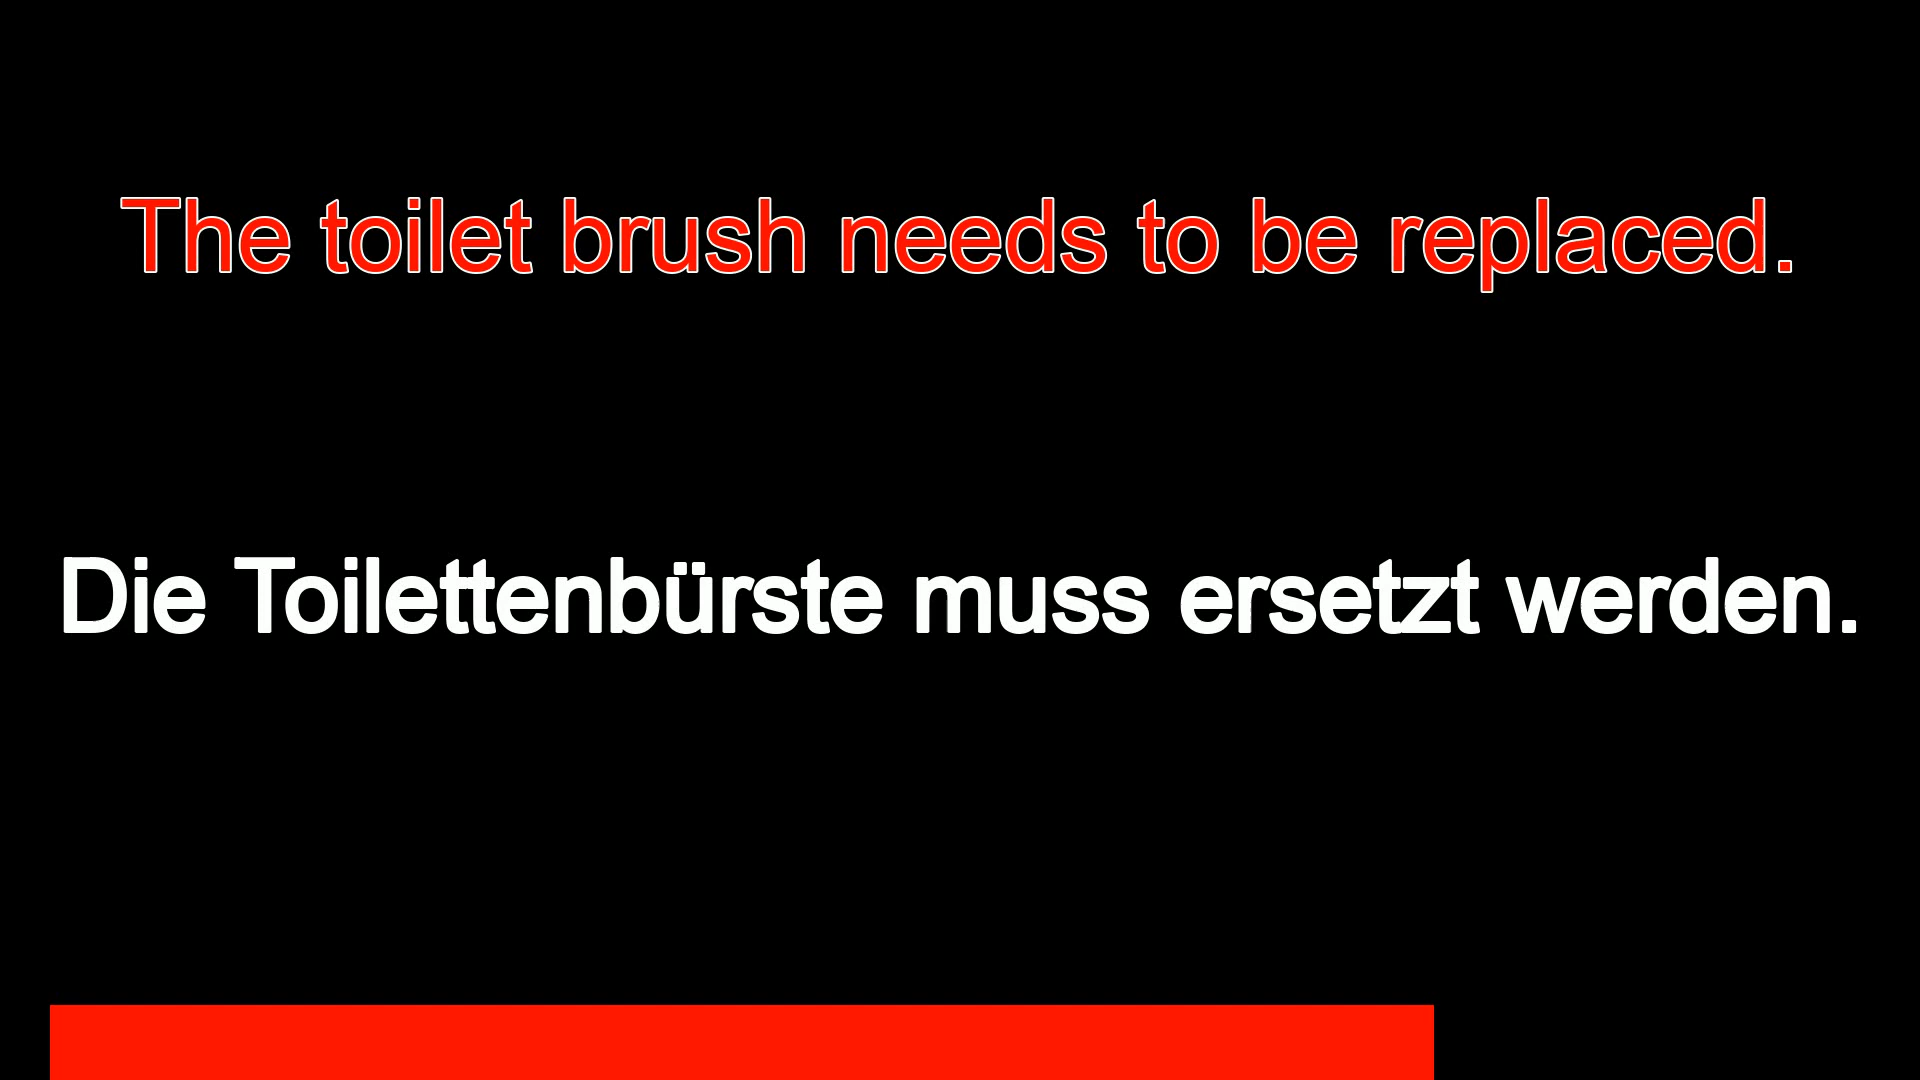 The toilet brush needs to be replaced.
Die Toilettenbürste muss ersetzt werden.